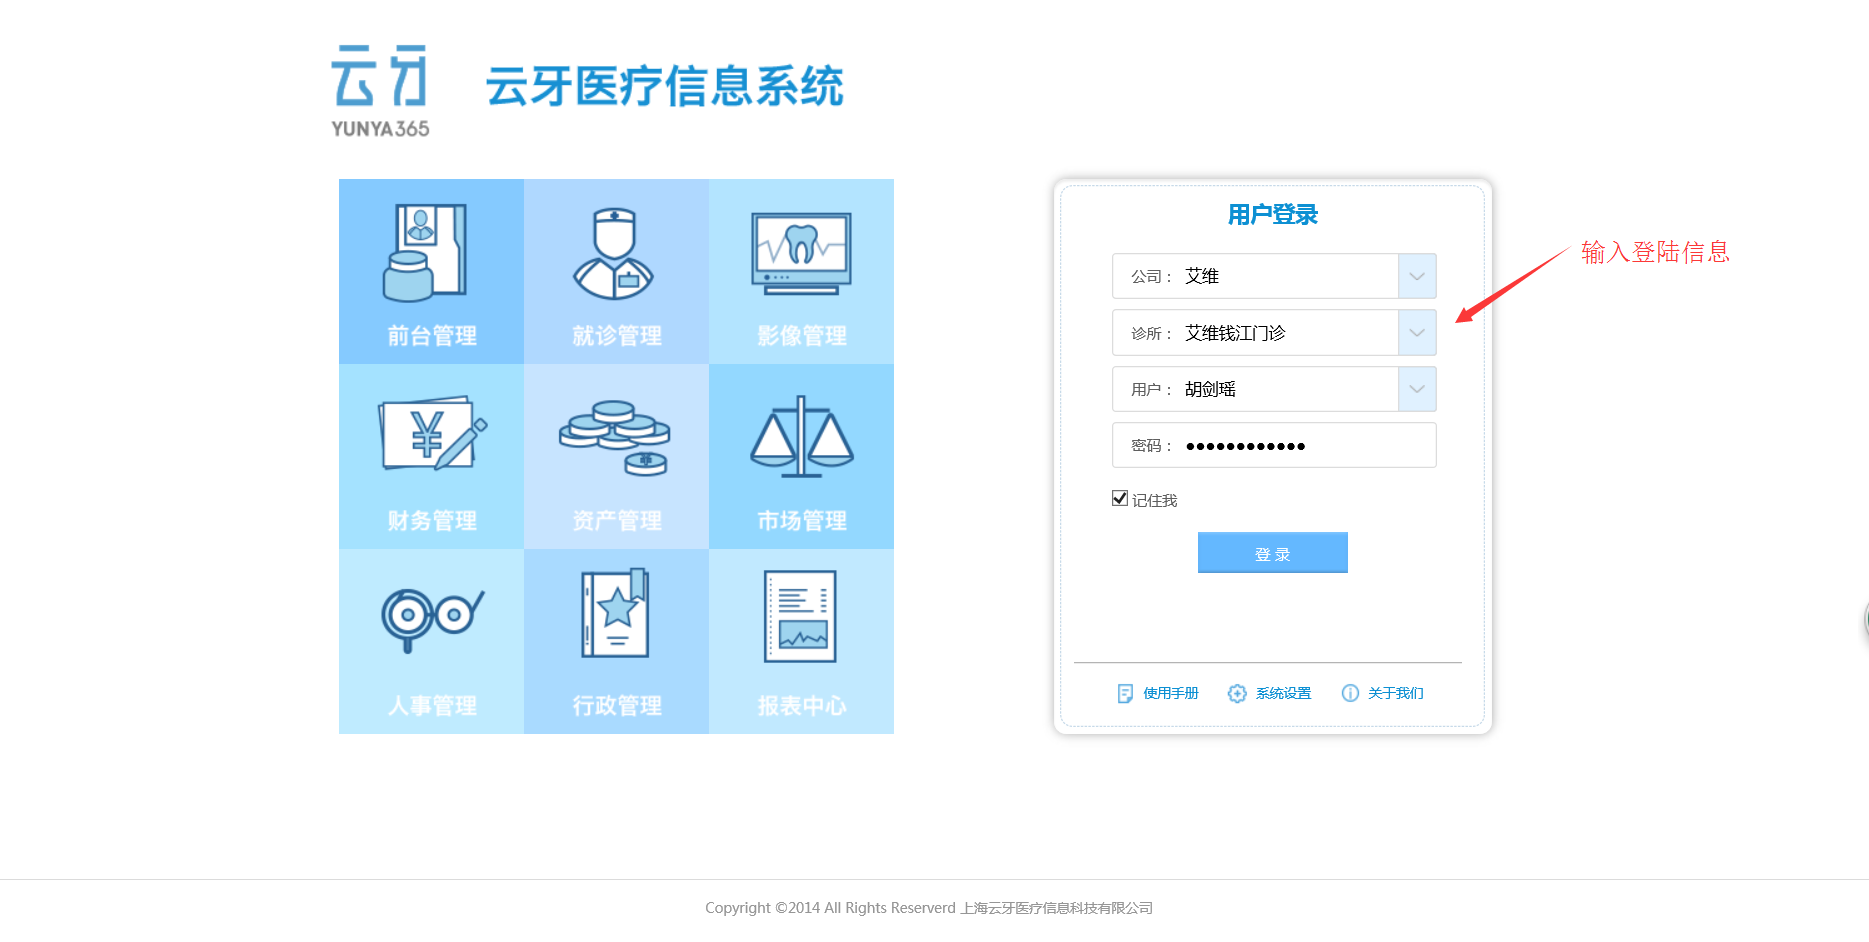 云牙
YUNYA365
云牙医疗信息系统
前台管理
就诊管理
影像管理
财务管理
资产管理
市场管理
人事管理
行政管理
报表中心
用户登录
公司： 艾维
诊所： 艾维钱江门诊
用户： 胡剑瑶
密码： ●●●●●●●●●●●●
记住我
登 录
使用手册
系统设置
关于我们
输入登陆信息
Copyright ©2014 All Rights Reserverd 上海云牙医疗信息科技有限公司